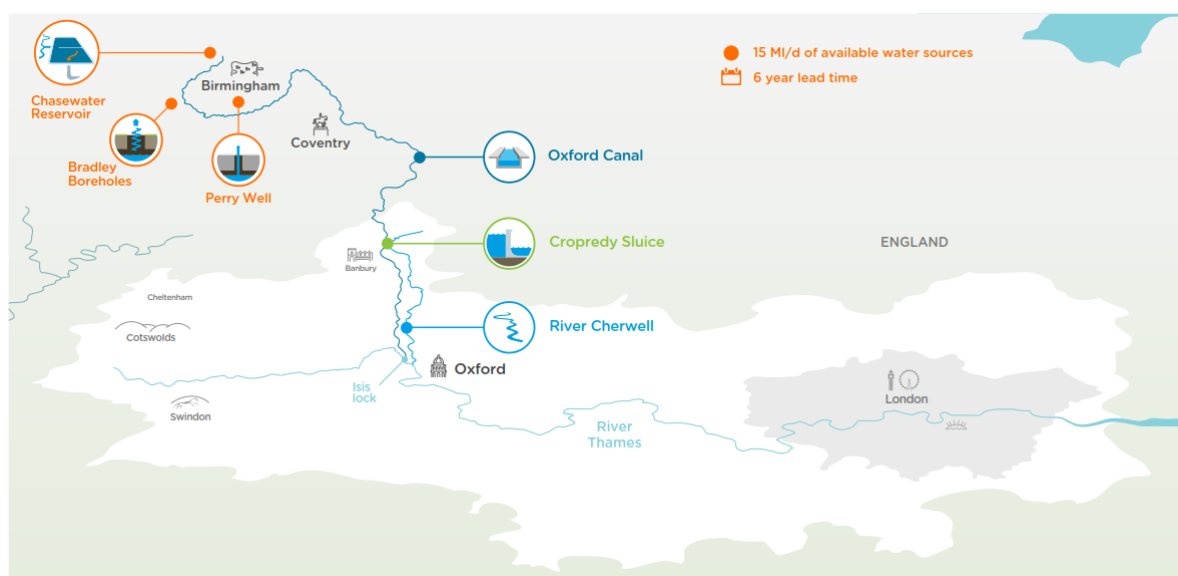 15 Ml/d of available water sources
6 year lead time
Birmingham
Chasewater
Reservoir
Coventry
Bradley
Boreholes
Perry Well
Oxford Canal
Cropredy Sluice
ENGLAND
Banbury
Cheltenham
Cotswolds
River Cherwell
Oxford
Isis
lock
Swindon
London
River
Thames